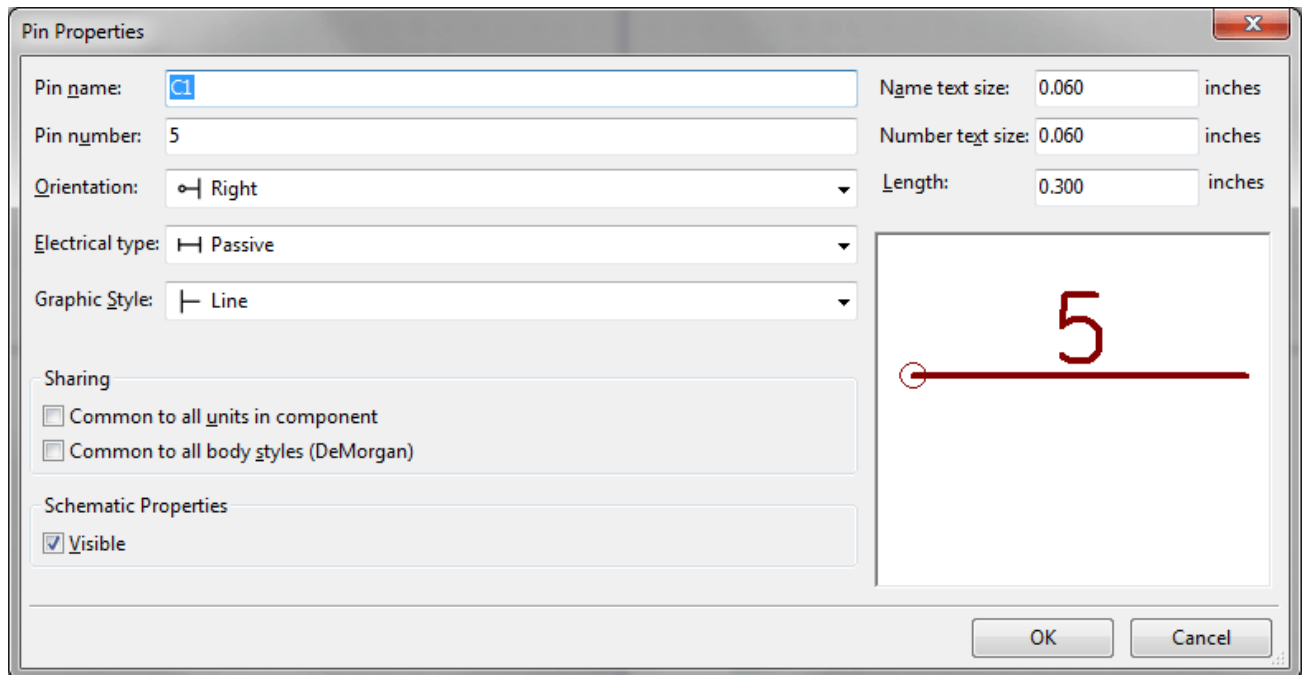 Pin Properties
Pin name: C1
Name text size: 0.060 inches
Pin number: 5
Number text size: 0.060 inches
Orientation: Right
Length: 0.300 inches
Electrical type: Passive
Graphic Style: Line
5
Sharing
Common to all units in component
Common to all body styles (DeMorgan)
Schematic Properties
Visible
OK Cancel